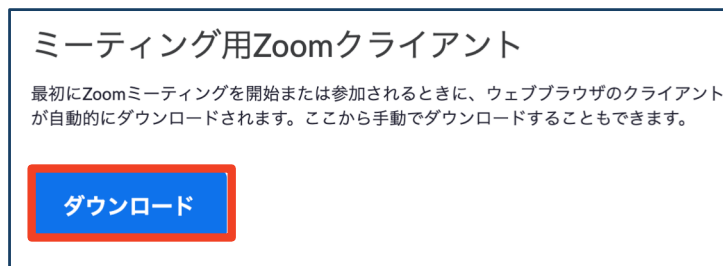 ミーティング用Zoomクライアント
最初にZoomミーティングを開始または参加されるときに、ウェブブラウザのクライアント
が自動的にダウンロードされます。ここから手動でダウンロードすることもできます。
ダウンロード